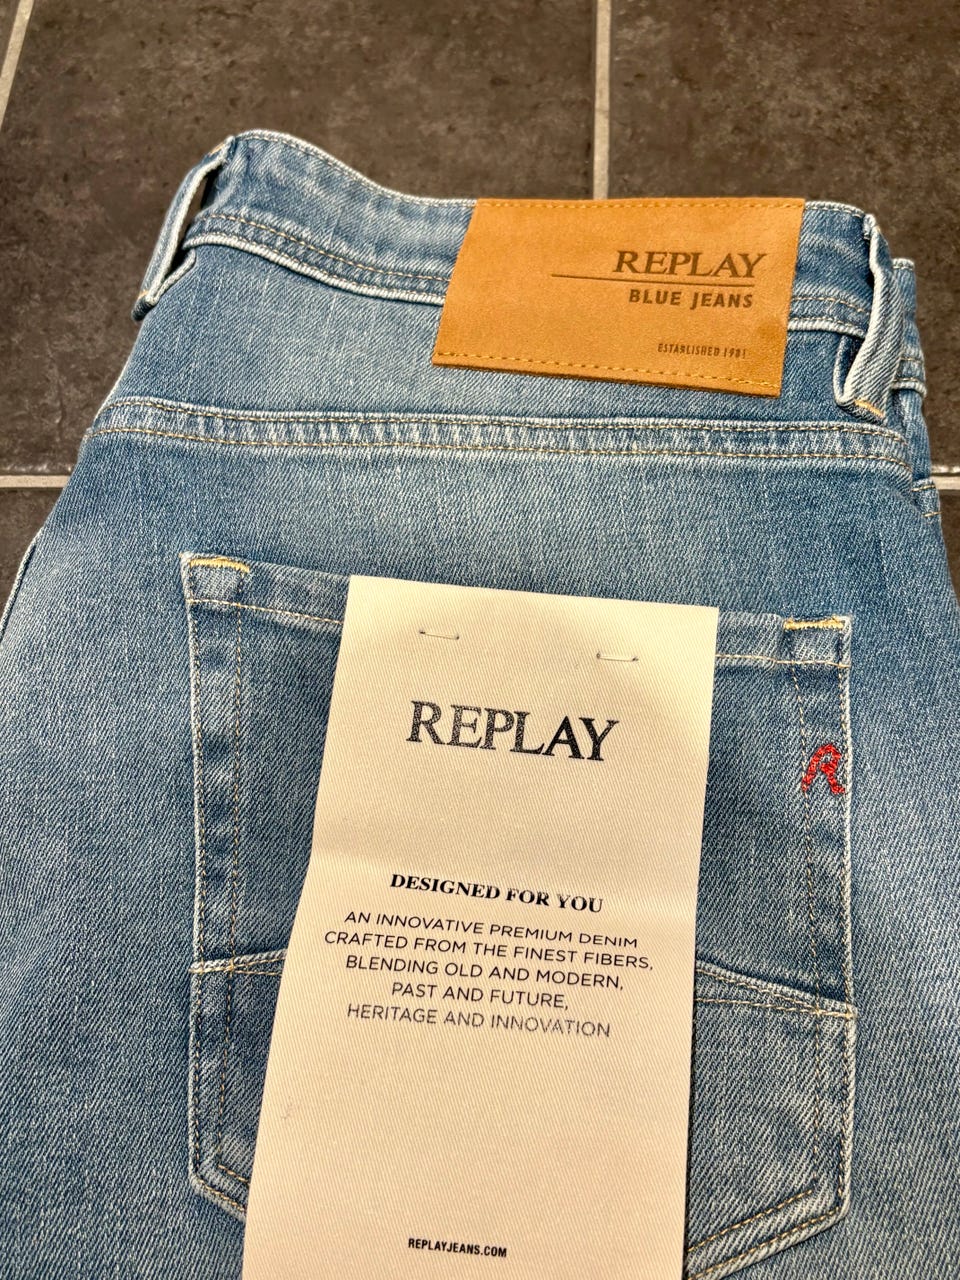 REPLAY
BLUE JEANS
ESTABLISHED 1981
REPLAY
R
DESIGNED FOR YOU
AN INNOVATIVE PREMIUM DENIM
CRAFTED FROM THE FINEST FIBERS,
BLENDING OLD AND MODERN,
PAST AND FUTURE,
HERITAGE AND INNOVATION
REPLAYJEANS.COM